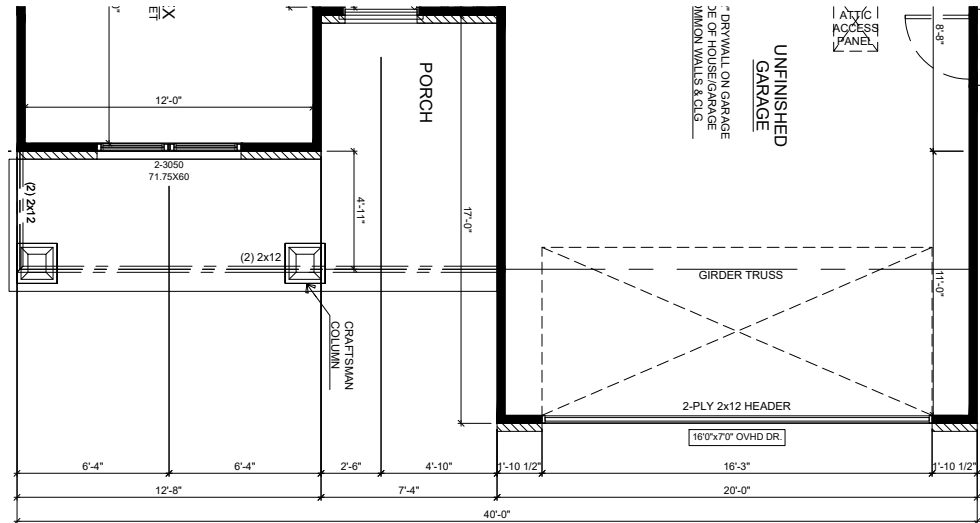 ATTIC
ACCESS
PANEL
8'-8"
" DRYWALL ON GARAGE
DE OF HOUSE/GARAGE
OMMON WALLS & CLG
UNFINISHED
GARAGE
PORCH
12'-0"
2-3050
71.75X60
(2) 2x12
4'-11"
17'-0"
(2) 2x12
GIRDER TRUSS
11'-0"
CRAFTSMAN
COLUMN
2-PLY 2x12 HEADER
16'0"x7'0" OVHD DR.
6'-4"
6'-4"
2'-6"
4'-10"
1'-10 1/2"
16'-3"
1'-10 1/2"
12'-8"
7'-4"
20'-0"
40'-0"